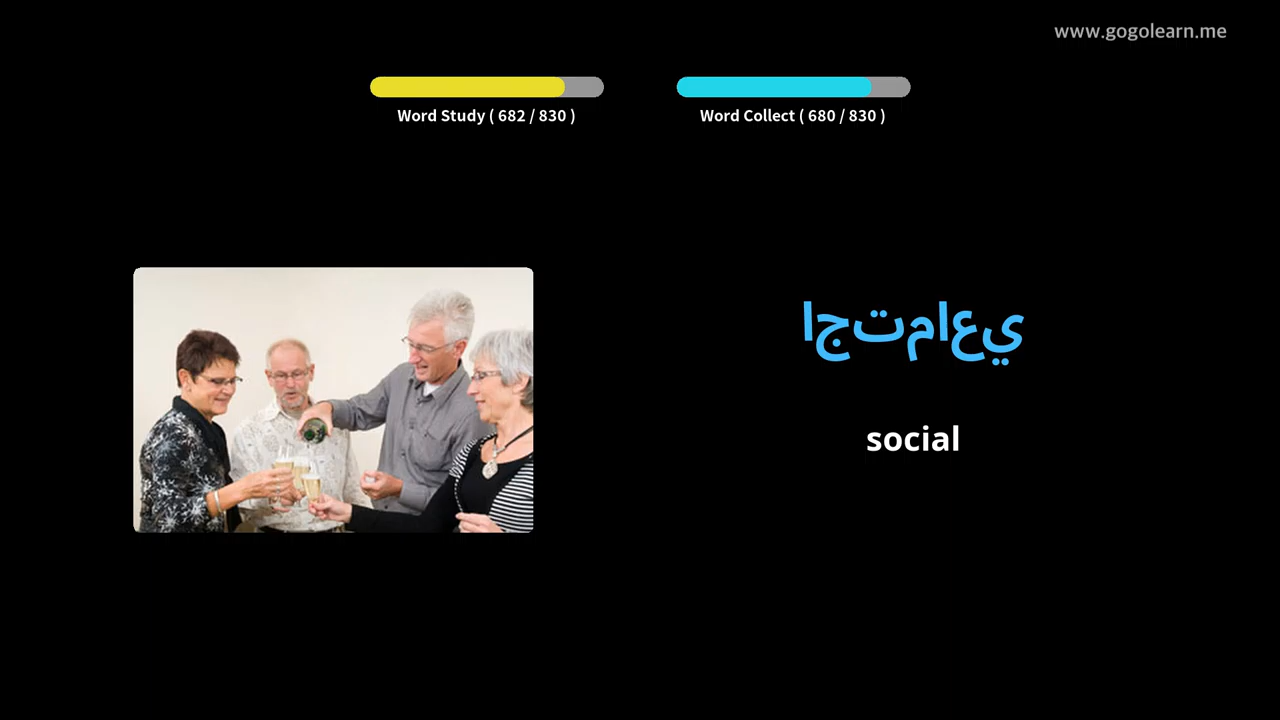 www.gogolearn.me
Word Study ( 682 / 830 )
Word Collect ( 680 / 830 )
اجتماعي
social